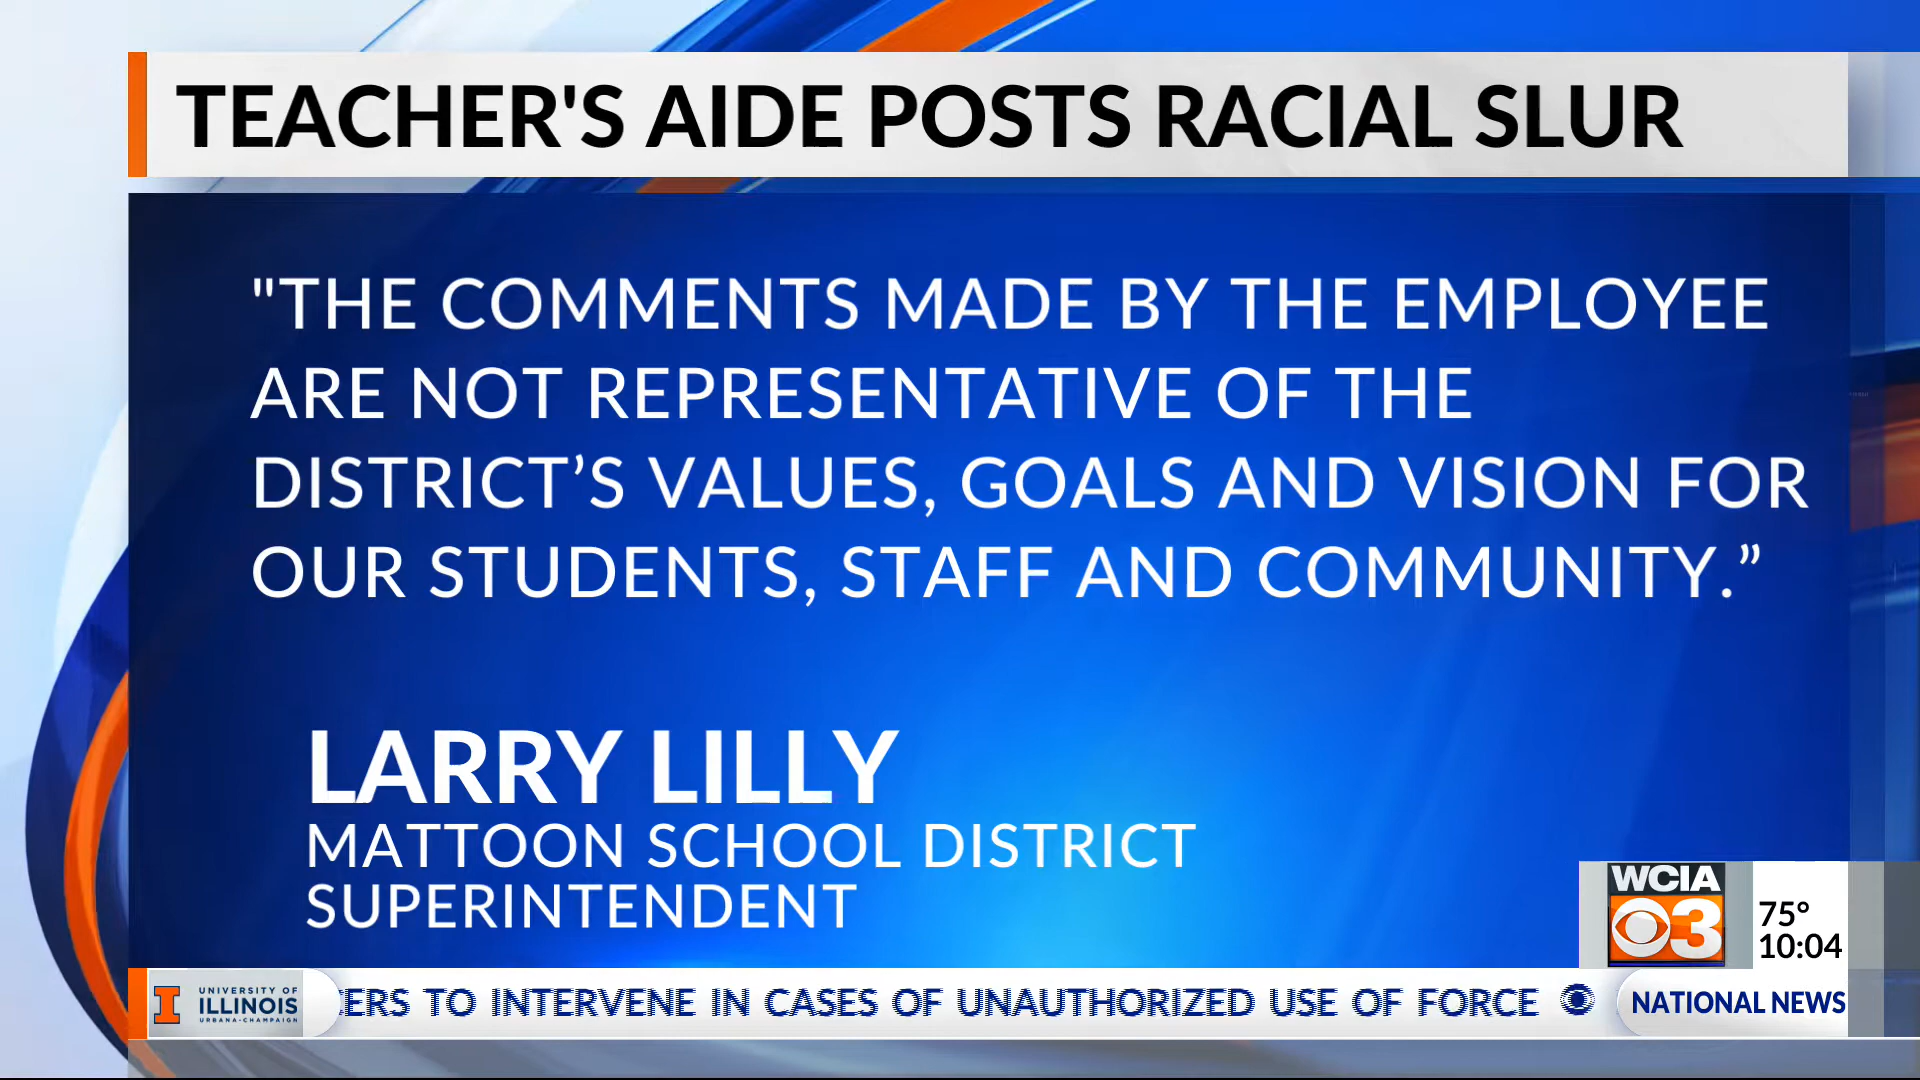 TEACHER'S AIDE POSTS RACIAL SLUR
"THE COMMENTS MADE BY THE EMPLOYEE
ARE NOT REPRESENTATIVE OF THE
DISTRICT’S VALUES, GOALS AND VISION FOR
OUR STUDENTS, STAFF AND COMMUNITY.”
LARRY LILLY
MATTOON SCHOOL DISTRICT
SUPERINTENDENT
WCIA
3
75°
10:04
I UNIVERSITY OF
ILLINOIS
URBANA-CHAMPAIGN
TO INTERVENE IN CASES OF UNAUTHORIZED USE OF FORCE
NATIONAL NEWS